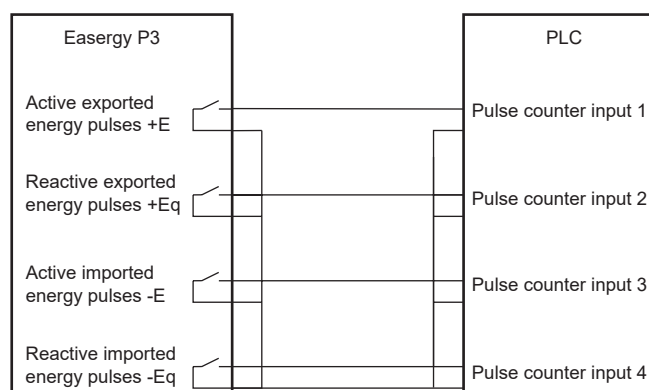 Easergy P3
PLC
Active exported
energy pulses +E
Pulse counter input 1
Reactive exported
energy pulses +Eq
Pulse counter input 2
Active imported
energy pulses -E
Pulse counter input 3
Reactive imported
energy pulses -Eq
Pulse counter input 4